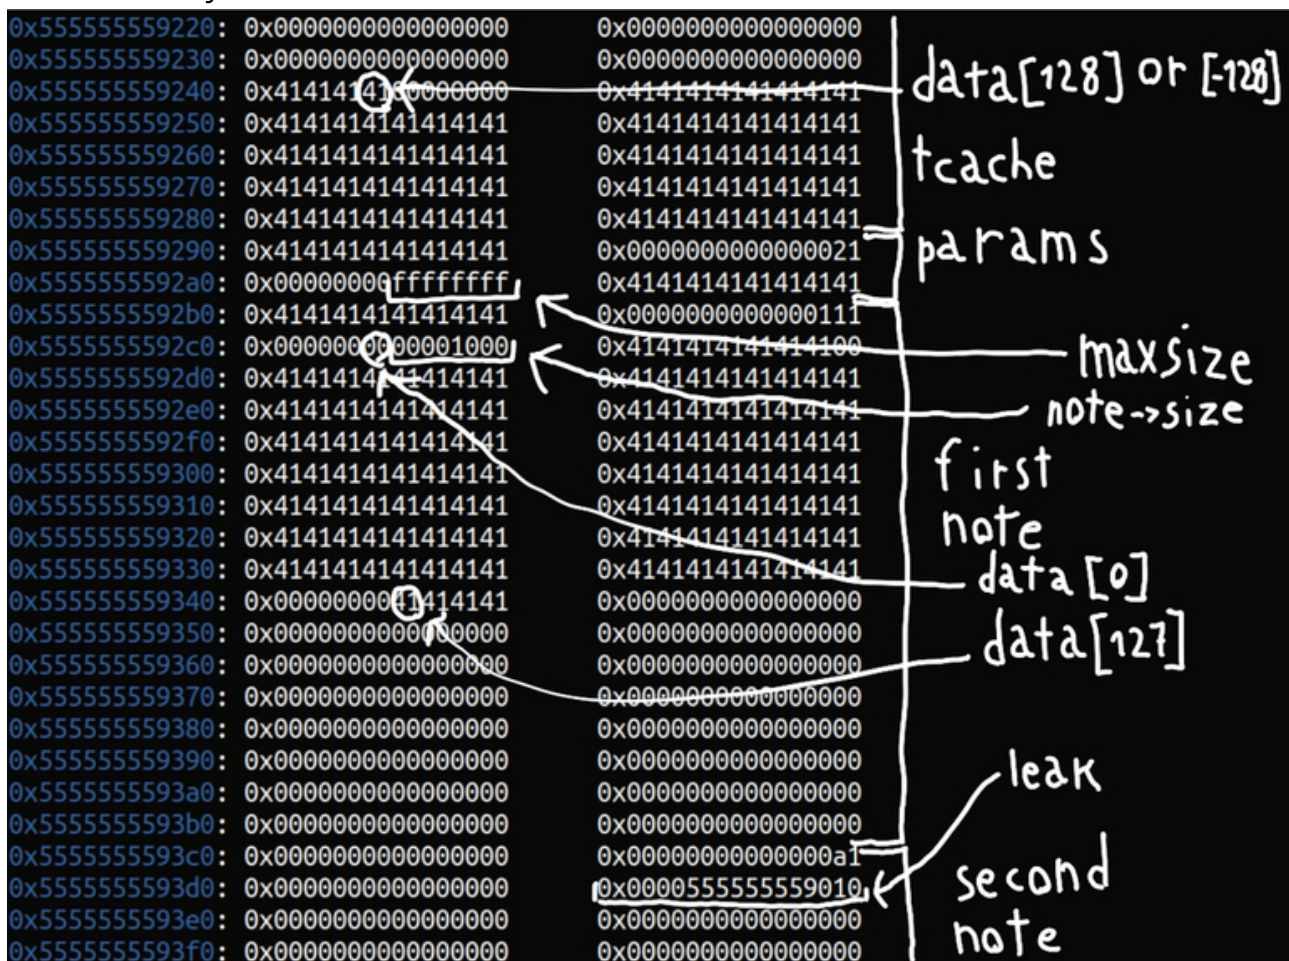 0x555555559220: 0x0000000000000000 0x0000000000000000
0x555555559230: 0x0000000000000000 0x0000000000000000
0x555555559240: 0x4141414100000000 0x4141414141414141 data[128] or [-128]
0x555555559250: 0x4141414141414141 0x4141414141414141
0x555555559260: 0x4141414141414141 0x4141414141414141 tcache
0x555555559270: 0x4141414141414141 0x4141414141414141
0x555555559280: 0x4141414141414141 0x4141414141414141
0x555555559290: 0x4141414141414141 0x0000000000000021 params
0x5555555592a0: 0x00000000ffffffff 0x4141414141414141
0x5555555592b0: 0x4141414141414141 0x0000000000000111
0x5555555592c0: 0x0000000000001000 0x4141414141414100 maxsize
0x5555555592d0: 0x4141414141414141 0x4141414141414141
0x5555555592e0: 0x4141414141414141 0x4141414141414141 note->size
0x5555555592f0: 0x4141414141414141 0x4141414141414141
0x555555559300: 0x4141414141414141 0x4141414141414141 first
0x555555559310: 0x4141414141414141 0x4141414141414141
0x555555559320: 0x4141414141414141 0x4141414141414141 note
0x555555559330: 0x4141414141414141 0x4141414141414141 data[0]
0x555555559340: 0x0000000041414141 0x0000000000000000
0x555555559350: 0x0000000000000000 0x0000000000000000 data[127]
0x555555559360: 0x0000000000000000 0x0000000000000000
0x555555559370: 0x0000000000000000 0x0000000000000000
0x555555559380: 0x0000000000000000 0x0000000000000000
0x555555559390: 0x0000000000000000 0x0000000000000000 leak
0x5555555593a0: 0x0000000000000000 0x0000000000000000
0x5555555593b0: 0x0000000000000000 0x0000000000000000
0x5555555593c0: 0x0000000000000000 0x00000000000000a1
0x5555555593d0: 0x0000000000000000 0x0000555555559010 second
0x5555555593e0: 0x0000000000000000 0x0000000000000000
0x5555555593f0: 0x0000000000000000 0x0000000000000000 note